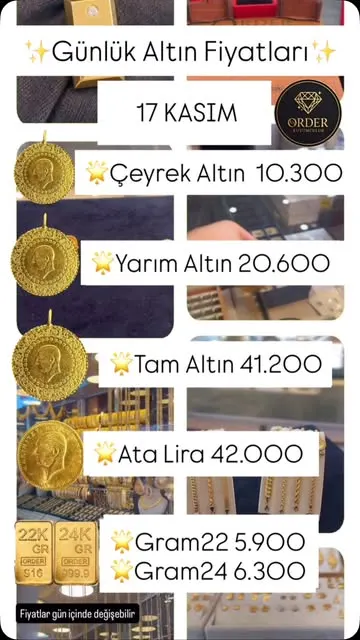 ✨Günlük Altın Fiyatları✨
17 KASIM
ORDER
KUYUMCULUK
🌟Çeyrek Altın 10.300
🌟Yarım Altın 20.600
🌟Tam Altın 41.200
🌟Ata Lira 42.000
22K
GR
ORDER
916
24K
GR
ORDER
999.9
🌟Gram22 5.900
🌟Gram24 6.300
Fiyatlar gün içinde değişebilir